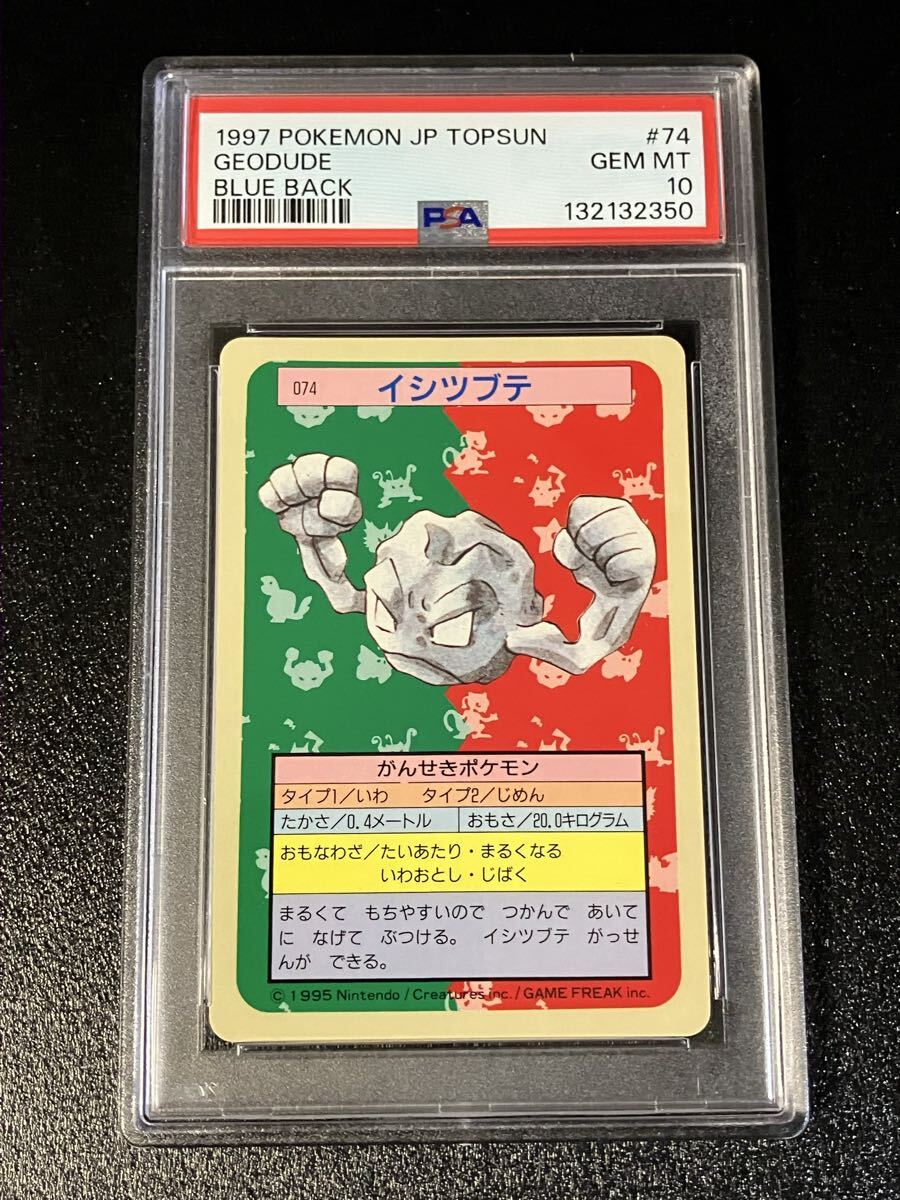 1997 POKEMON JP TOPSUN #74
GEODUDE GEM MT
BLUE BACK 10
PSA 132132350
074 イシツブテ
がんせきポケモン
タイプ1/いわ タイプ2/じめん
たかさ/0.4メートル おもさ/20.0キログラム
おもなわざ/たいあたり・まるくなる
いわおとし・じばく
まるくて もちやすいので つかんで あいて
に なげて ぶつける。 イシツブテ がっせ
んが できる。
© 1995 Nintendo / Creatures inc. / GAME FREAK inc.